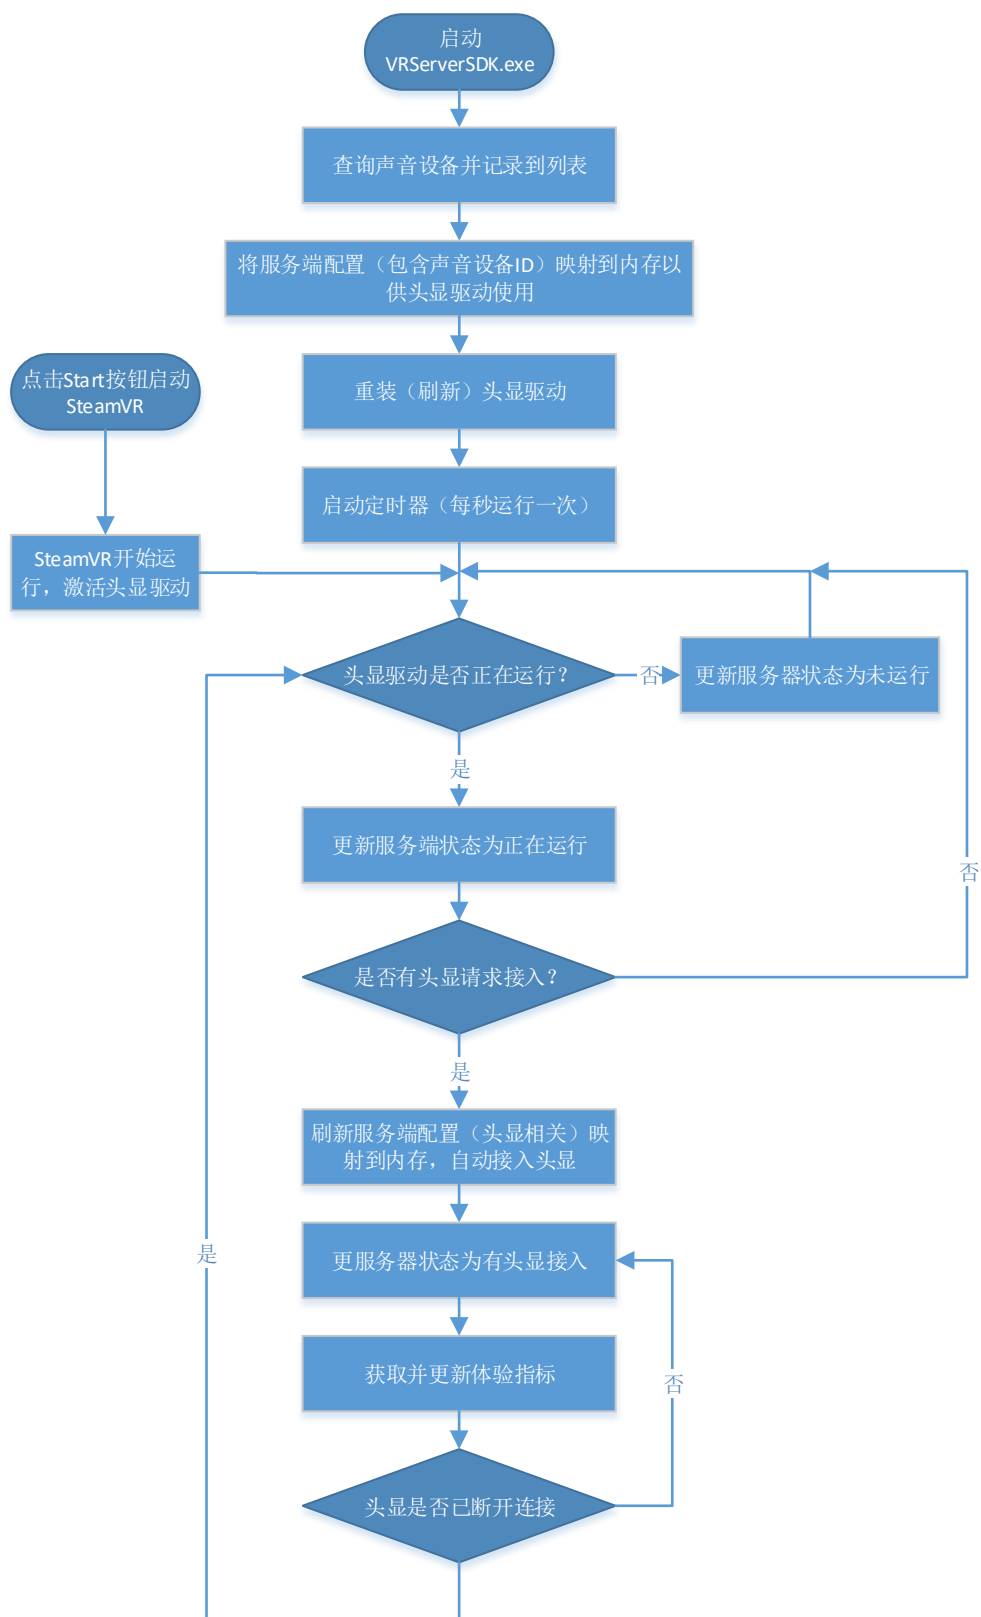 启动
VRServerSDK.exe
查询声音设备并记录到列表
将服务端配置（包含声音设备ID）映射到内存以
供头显驱动使用
点击Start按钮启动
SteamVR
重装（刷新）头显驱动
启动定时器（每秒运行一次）
SteamVR开始运
行，激活头显驱动
头显驱动是否正在运行？
否
更新服务器状态为未运行
是
更新服务端状态为正在运行
否
是否有头显请求接入？
是
刷新服务端配置（头显相关）映
射到内存，自动接入头显
是
更服务器状态为有头显接入
获取并更新体验指标
否
头显是否已断开连接